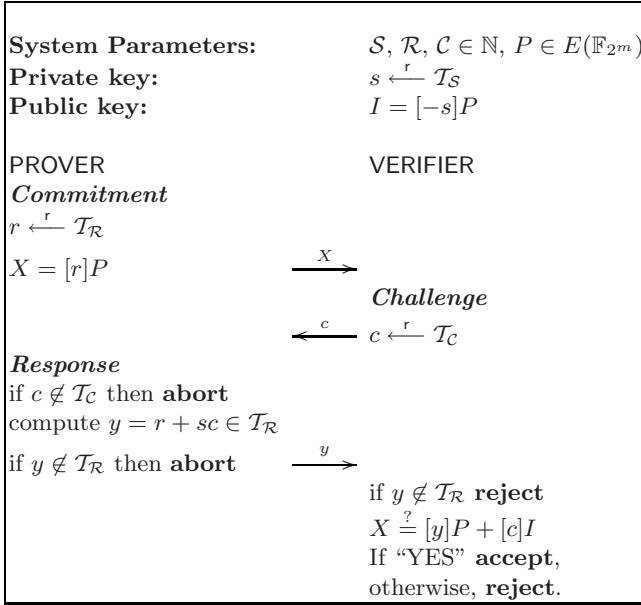 System Parameters: 𝒮, ℛ, 𝒞 ∈ ℕ, P ∈ E(𝔽_{2^m})
Private key: s ←^r 𝒯_𝒮
Public key: I = [−s]P
PROVER VERIFIER
Commitment
r ←^r 𝒯_ℛ
X = [r]P X
Challenge
c c ←^r 𝒯_𝒞
Response
if c ∉ 𝒯_𝒞 then abort
compute y = r + sc ∈ 𝒯_ℛ
if y ∉ 𝒯_ℛ then abort y
if y ∉ 𝒯_ℛ reject
X ≟ [y]P + [c]I
If “YES” accept,
otherwise, reject.